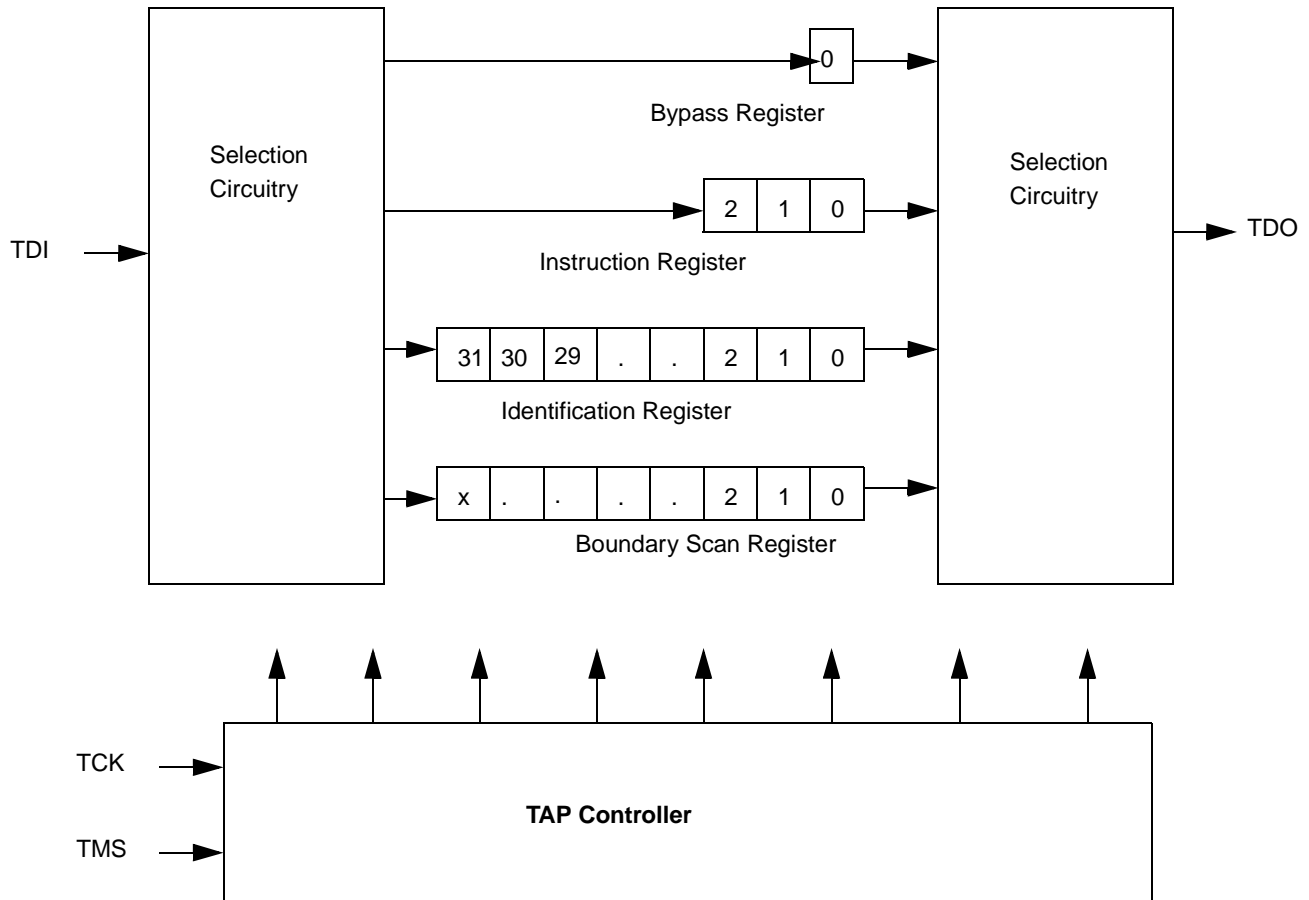 0
Bypass Register
Selection
Circuitry
Selection
Circuitry
2 1 0
TDI
TDO
Instruction Register
31 30 29 . . 2 1 0
Identification Register
x . . . . 2 1 0
Boundary Scan Register
TCK
TAP Controller
TMS